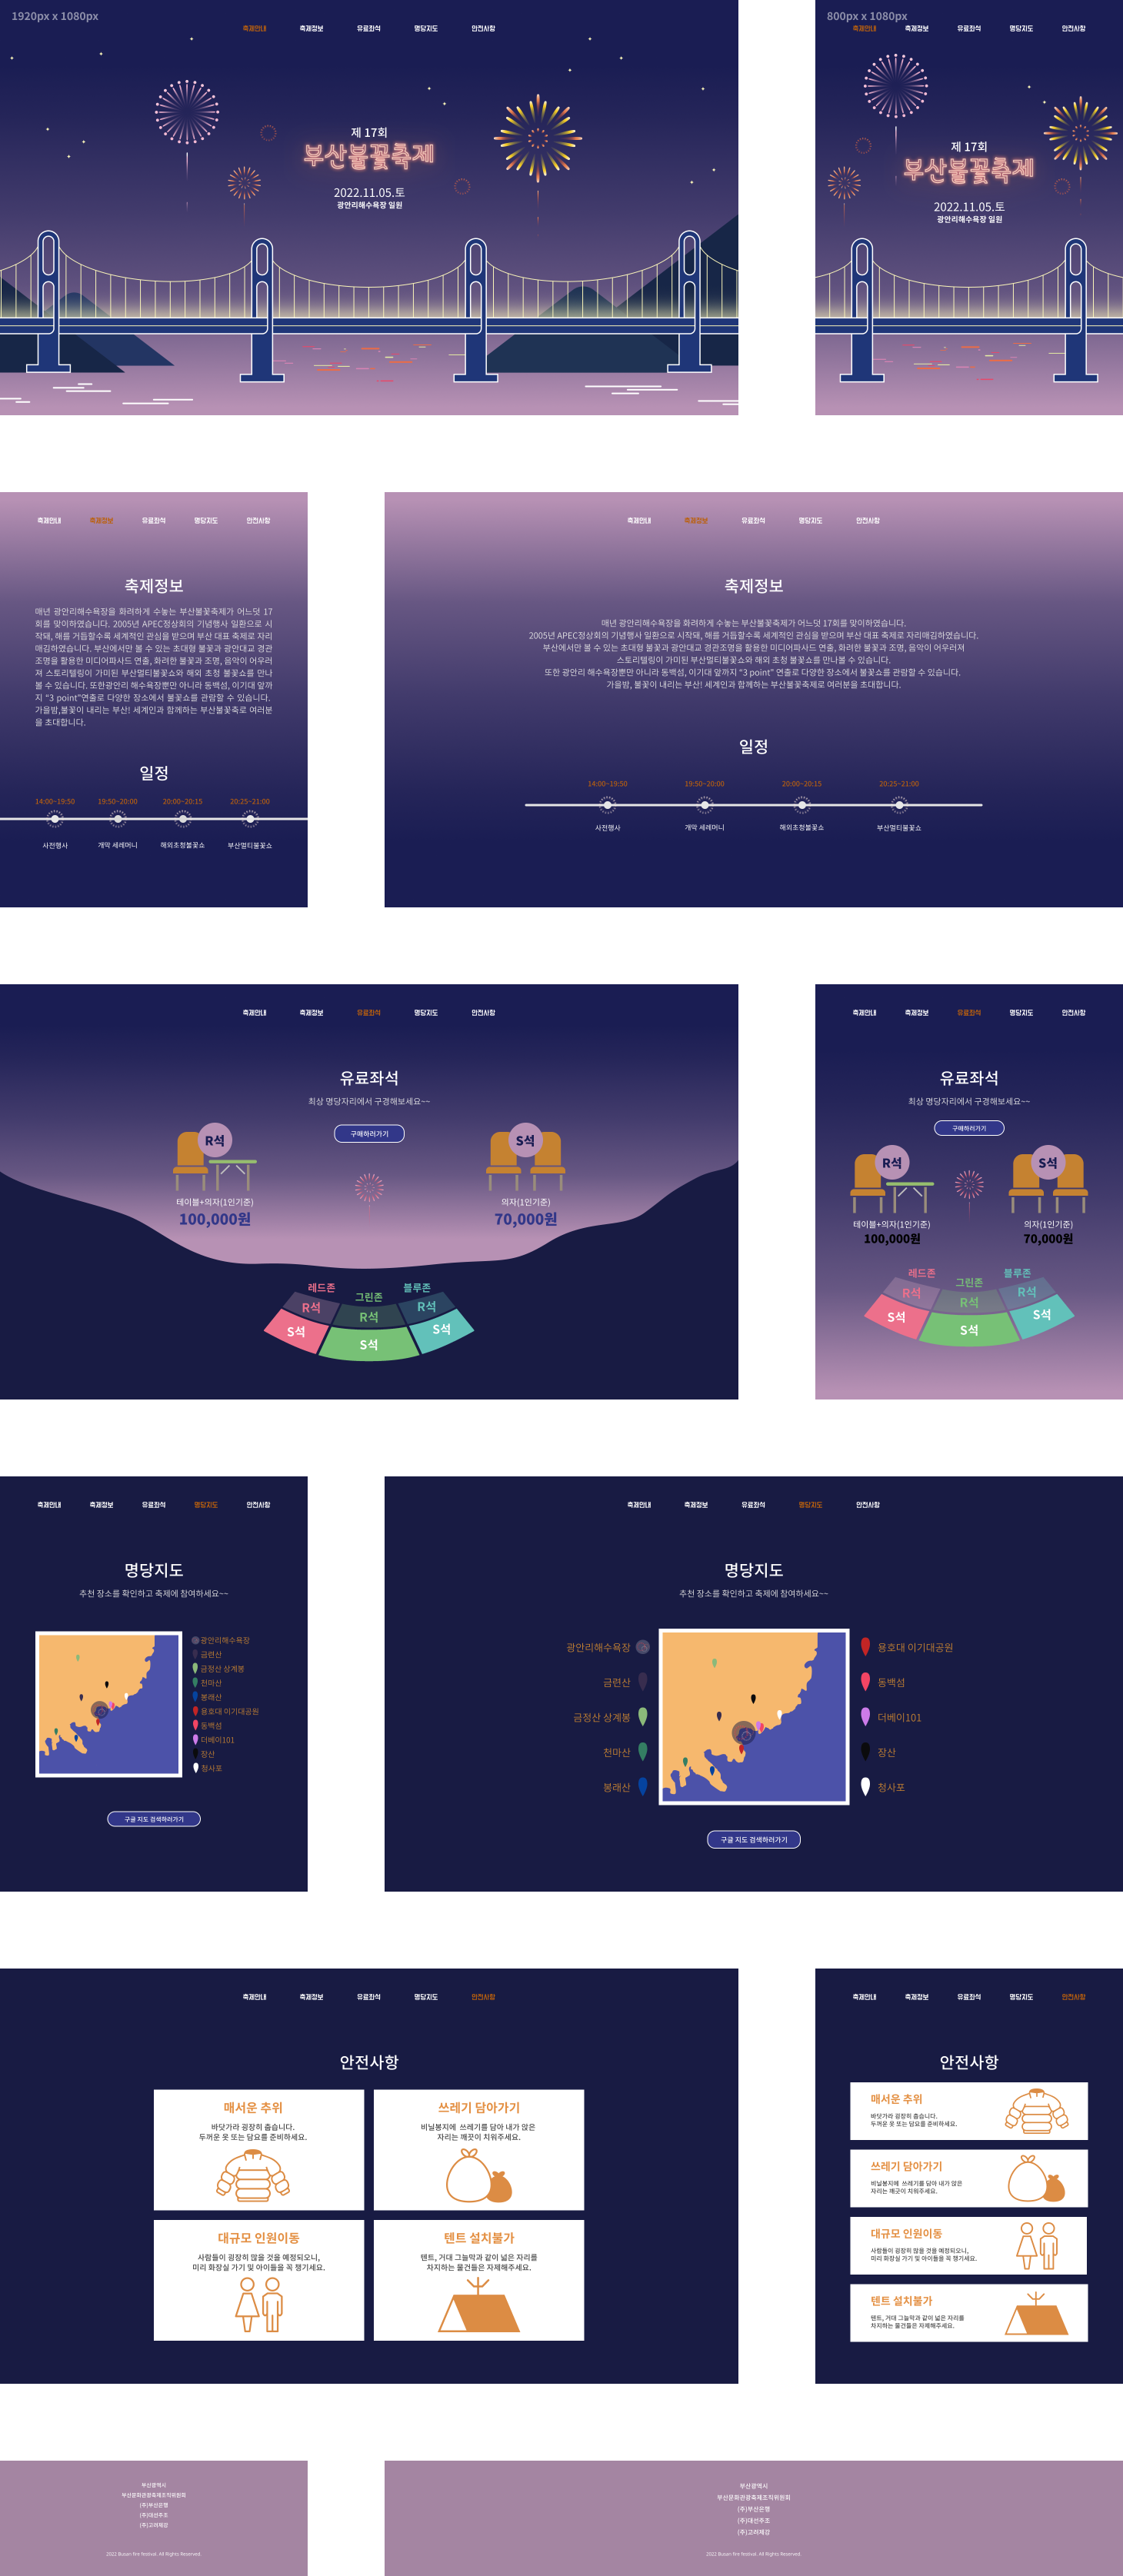 1920px x 1080px
축제안내 축제정보 유료좌석 명당지도 안전사항
제 17회
부산불꽃축제
2022.11.05.토
광안리해수욕장 일원
800px x 1080px
축제안내 축제정보 유료좌석 명당지도 안전사항
제 17회
부산불꽃축제
2022.11.05.토
광안리해수욕장 일원
축제안내 축제정보 유료좌석 명당지도 안전사항
축제정보
매년 광안리해수욕장을 화려하게 수놓는 부산불꽃축제가 어느덧 17
회를 맞이하였습니다. 2005년 APEC정상회의 기념행사 일환으로 시
작돼, 해를 거듭할수록 세계적인 관심을 받으며 부산 대표 축제로 자리
매김하였습니다. 부산에서만 볼 수 있는 초대형 불꽃과 광안대교 경관
조명을 활용한 미디어파사드 연출, 화려한 불꽃과 조명, 음악이 어우러
져 스토리텔링이 가미된 부산멀티불꽃쇼와 해외 초청 불꽃쇼를 만나
볼 수 있습니다. 또한광안리 해수욕장뿐만 아니라 동백섬, 이기대 앞까
지 “3 point”연출로 다양한 장소에서 불꽃쇼를 관람할 수 있습니다.
가을밤,불꽃이 내리는 부산! 세계인과 함께하는 부산불꽃축로 여러분
을 초대합니다.
일정
14:00~19:50 19:50~20:00 20:00~20:15 20:25~21:00
사전행사 개막 세레머니 해외초청불꽃쇼 부산멀티불꽃쇼
축제안내 축제정보 유료좌석 명당지도 안전사항
축제정보
매년 광안리해수욕장을 화려하게 수놓는 부산불꽃축제가 어느덧 17회를 맞이하였습니다.
2005년 APEC정상회의 기념행사 일환으로 시작돼, 해를 거듭할수록 세계적인 관심을 받으며 부산 대표 축제로 자리매김하였습니다.
부산에서만 볼 수 있는 초대형 불꽃과 광안대교 경관조명을 활용한 미디어파사드 연출, 화려한 불꽃과 조명, 음악이 어우러져
스토리텔링이 가미된 부산멀티불꽃쇼와 해외 초청 불꽃쇼를 만나볼 수 있습니다.
또한 광안리 해수욕장뿐만 아니라 동백섬, 이기대 앞까지 “3 point” 연출로 다양한 장소에서 불꽃쇼를 관람할 수 있습니다.
가을밤, 불꽃이 내리는 부산! 세계인과 함께하는 부산불꽃축제로 여러분을 초대합니다.
일정
14:00~19:50 19:50~20:00 20:00~20:15 20:25~21:00
사전행사 개막 세레머니 해외초청불꽃쇼 부산멀티불꽃쇼
축제안내 축제정보 유료좌석 명당지도 안전사항
유료좌석
최상 명당자리에서 구경해보세요~~
구매하러가기
R석
S석
테이블+의자(1인기준)
100,000원
의자(1인기준)
70,000원
레드존 그린존 블루존
R석 R석 R석
S석 S석 S석
축제안내 축제정보 유료좌석 명당지도 안전사항
유료좌석
최상 명당자리에서 구경해보세요~~
구매하러가기
R석
S석
테이블+의자(1인기준)
100,000원
의자(1인기준)
70,000원
레드존 그린존 블루존
R석 R석 R석
S석 S석 S석
축제안내 축제정보 유료좌석 명당지도 안전사항
명당지도
추천 장소를 확인하고 축제에 참여하세요~~
광안리해수욕장
금련산
금정산 상계봉
천마산
봉래산
용호대 이기대공원
동백섬
더베이101
장산
청사포
구글 지도 검색하러가기
축제안내 축제정보 유료좌석 명당지도 안전사항
명당지도
추천 장소를 확인하고 축제에 참여하세요~~
광안리해수욕장
금련산
금정산 상계봉
천마산
봉래산
용호대 이기대공원
동백섬
더베이101
장산
청사포
구글 지도 검색하러가기
축제안내 축제정보 유료좌석 명당지도 안전사항
안전사항
매서운 추위
바닷가라 굉장히 춥습니다.
두꺼운 옷 또는 담요를 준비하세요.
쓰레기 담아가기
비닐봉지에 쓰레기를 담아 내가 앉은
자리는 깨끗이 치워주세요.
대규모 인원이동
사람들이 굉장히 많을 것을 예정되오니,
미리 화장실 가기 및 아이들을 꼭 챙기세요.
텐트 설치불가
텐트, 거대 그늘막과 같이 넓은 자리를
차지하는 물건들은 자제해주세요.
축제안내 축제정보 유료좌석 명당지도 안전사항
안전사항
매서운 추위
바닷가라 굉장히 춥습니다.
두꺼운 옷 또는 담요를 준비하세요.
쓰레기 담아가기
비닐봉지에 쓰레기를 담아 내가 앉은
자리는 깨끗이 치워주세요.
대규모 인원이동
사람들이 굉장히 많을 것을 예정되오니,
미리 화장실 가기 및 아이들을 꼭 챙기세요.
텐트 설치불가
텐트, 거대 그늘막과 같이 넓은 자리를
차지하는 물건들은 자제해주세요.
부산광역시
부산문화관광축제조직위원회
(주)부산은행
(주)대선주조
(주)고려제강
2022 Busan fire festival. All Rights Reserved.
부산광역시
부산문화관광축제조직위원회
(주)부산은행
(주)대선주조
(주)고려제강
2022 Busan fire festival. All Rights Reserved.